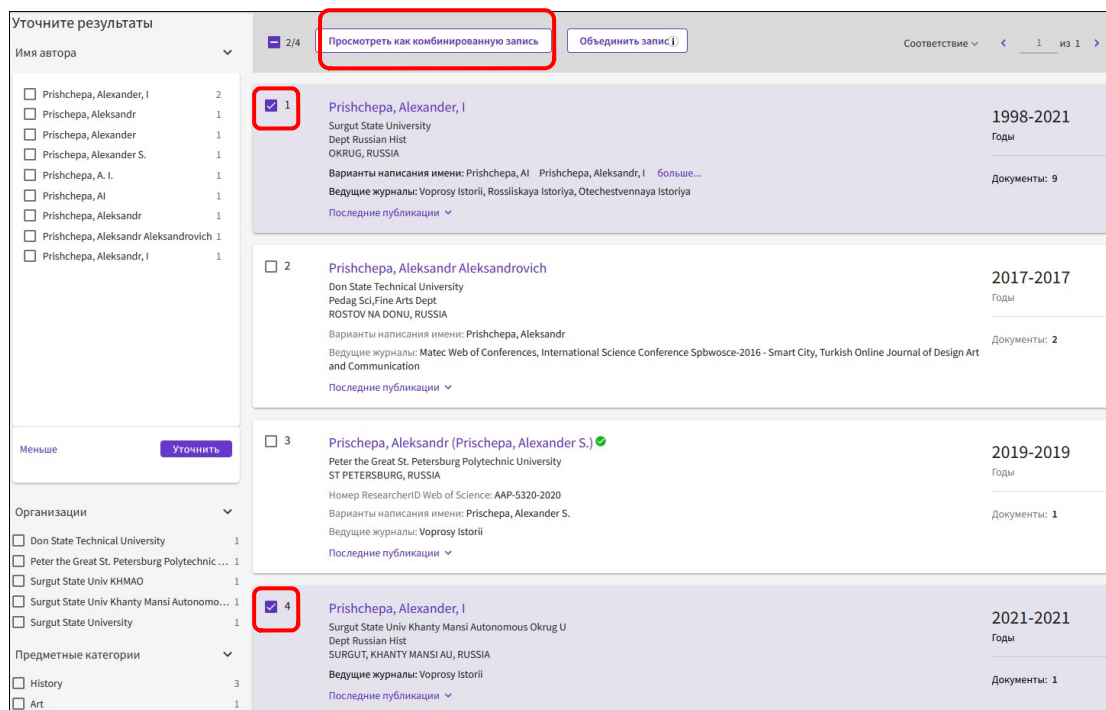 Уточните результаты
Имя автора
Prishchepa, Alexander, I 2
Prischepa, Aleksandr 1
Prischepa, Alexander 1
Prischepa, Alexander S. 1
Prishchepa, A. I. 1
Prishchepa, AI 1
Prishchepa, Aleksandr 1
Prishchepa, Aleksandr Aleksandrovich 1
Prishchepa, Aleksandr, I 1
Меньше Уточнить
Организации
Don State Technical University 1
Peter the Great St. Petersburg Polytechnic ... 1
Surgut State Univ KHMAO 1
Surgut State Univ Khanty Mansi Autonomo... 1
Surgut State University 1
Предметные категории
History 3
Art 1
2/4 Просмотреть как комбинированную запись Объединить запис Соответствие 1 из 1
1 Prishchepa, Alexander, I
Surgut State University
Dept Russian Hist
OKRUG, RUSSIA
Варианты написания имени: Prishchepa, AI Prishchepa, Aleksandr, I больше...
Ведущие журналы: Voprosy Istorii, Rossiiskaya Istoriya, Otechestvennaya Istoriya
Последние публикации
1998-2021
Годы
Документы: 9
2 Prishchepa, Aleksandr Aleksandrovich
Don State Technical University
Pedag Sci,Fine Arts Dept
ROSTOV NA DONU, RUSSIA
Варианты написания имени: Prishchepa, Aleksandr
Ведущие журналы: Matec Web of Conferences, International Science Conference Spbwosce-2016 - Smart City, Turkish Online Journal of Design Art
and Communication
Последние публикации
2017-2017
Годы
Документы: 2
3 Prischepa, Aleksandr (Prischepa, Alexander S.)
Peter the Great St. Petersburg Polytechnic University
ST PETERSBURG, RUSSIA
Номер ResearcherID Web of Science: AAP-5320-2020
Варианты написания имени: Prischepa, Alexander S.
Ведущие журналы: Voprosy Istorii
Последние публикации
2019-2019
Годы
Документы: 1
4 Prishchepa, Alexander, I
Surgut State Univ Khanty Mansi Autonomous Okrug U
Dept Russian Hist
SURGUT, KHANTY MANSI AU, RUSSIA
Ведущие журналы: Voprosy Istorii
Последние публикации
2021-2021
Годы
Документы: 1